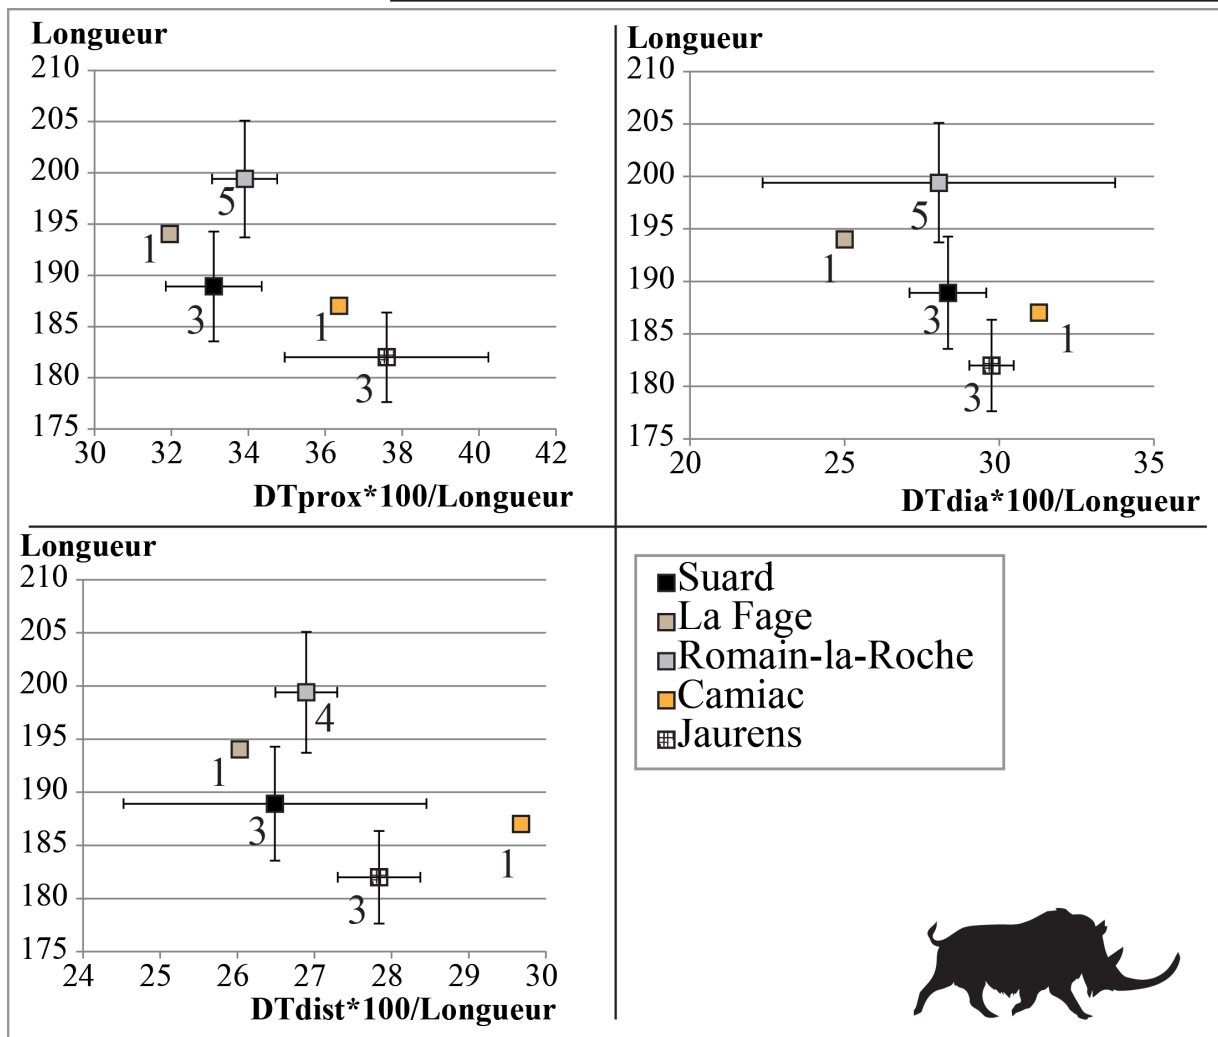 Longueur
210
205
200
195
190
185
180
175
5
1
3
1
3
30 32 34 36 38 40 42
DTprox*100/Longueur
Longueur
210
205
200
195
190
185
180
175
5
1
3
1
3
20 25 30 35
DTdia*100/Longueur
Longueur
210
205
200
195
190
185
180
175
4
1
3
1
3
24 25 26 27 28 29 30
DTdist*100/Longueur
Suard
La Fage
Romain-la-Roche
Camiac
Jaurens